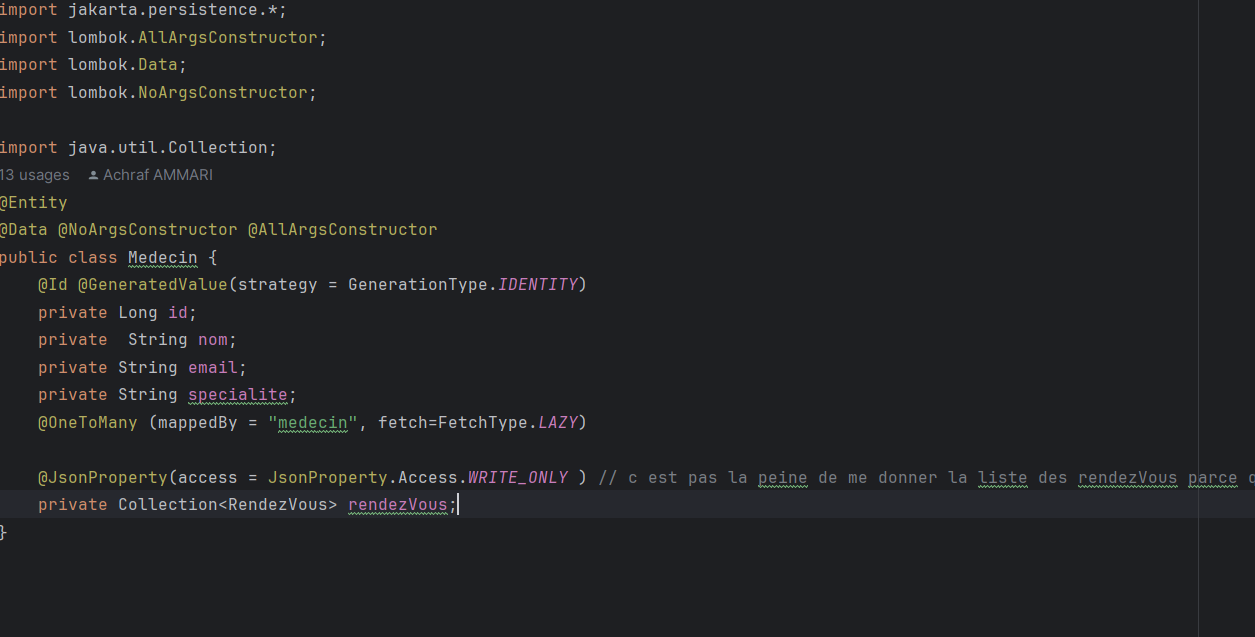 import jakarta.persistence.*;
import lombok.AllArgsConstructor;
import lombok.Data;
import lombok.NoArgsConstructor;
import java.util.Collection;
13 usages Achraf AMMARI
@Entity
@Data @NoArgsConstructor @AllArgsConstructor
public class Medecin {
@Id @GeneratedValue(strategy = GenerationType.IDENTITY)
private Long id;
private  String nom;
private String email;
private String specialite;
@OneToMany (mappedBy = "medecin", fetch=FetchType.LAZY)
@JsonProperty(access = JsonProperty.Access.WRITE_ONLY ) // c est pas la peine de me donner la liste des rendezVous parce
private Collection<RendezVous> rendezVous;
}